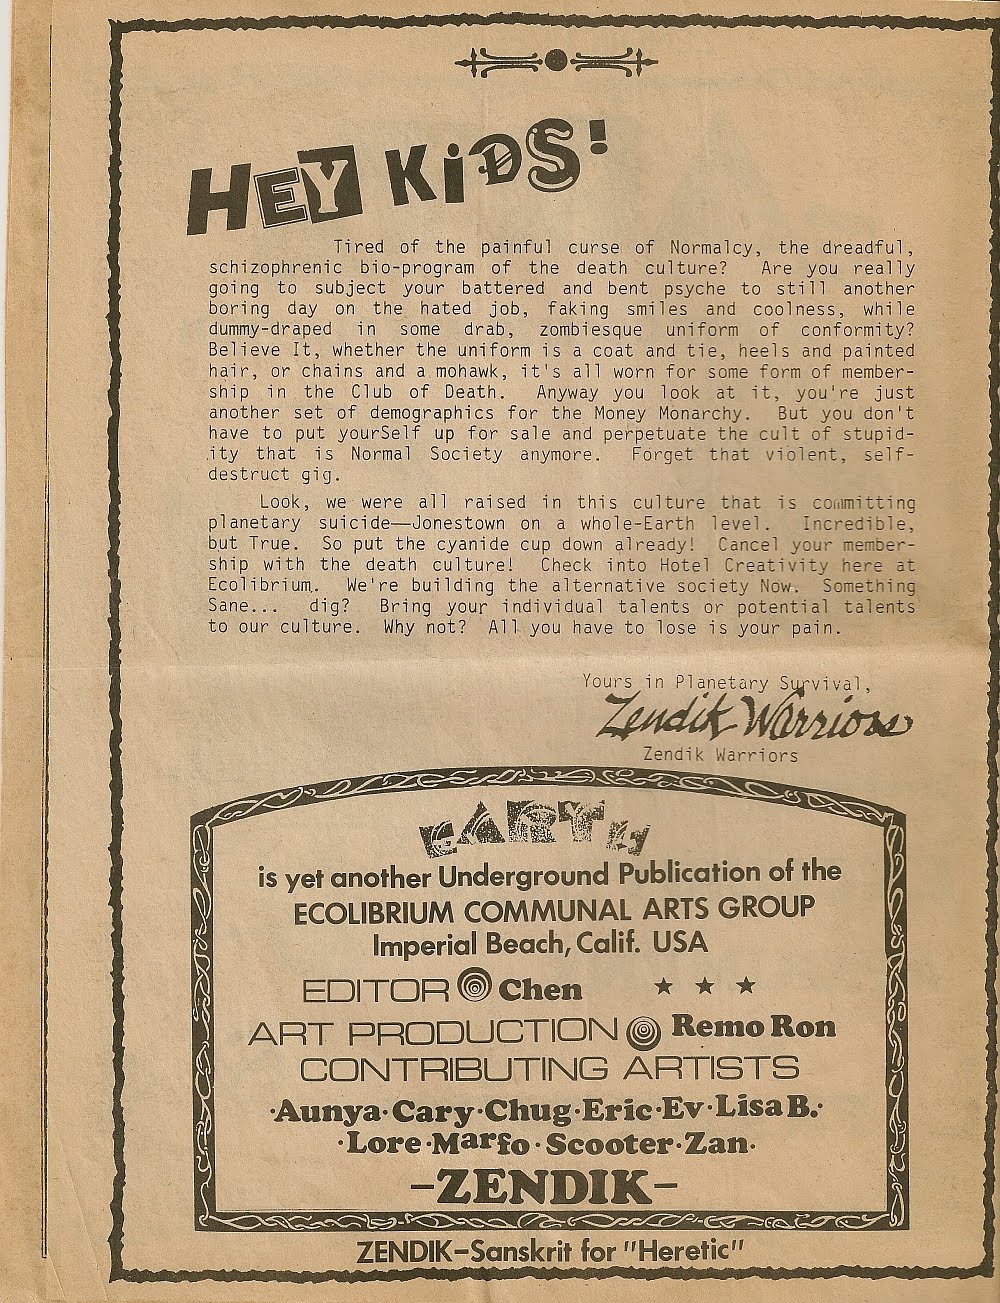 HEY KiDS!
Tired of the painful curse of Normalcy, the dreadful,
schizophrenic bio-program of the death culture? Are you really
going to subject your battered and bent psyche to still another
boring day on the hated job, faking smiles and coolness, while
dummy-draped in some drab, zombiesque uniform of conformity?
Believe It, whether the uniform is a coat and tie, heels and painted
hair, or chains and a mohawk, it's all worn for some form of member-
ship in the Club of Death. Anyway you look at it, you're just
another set of demographics for the Money Monarchy. But you don't
have to put yourSelf up for sale and perpetuate the cult of stupid-
ity that is Normal Society anymore. Forget that violent, self-
destruct gig.
Look, we were all raised in this culture that is committing
planetary suicide—Jonestown on a whole-Earth level. Incredible,
but True. So put the cyanide cup down already! Cancel your member-
ship with the death culture! Check into Hotel Creativity here at
Ecolibrium. We're building the alternative society Now. Something
Sane... dig? Bring your individual talents or potential talents
to our culture. Why not? All you have to lose is your pain.
Yours in Planetary Survival,
Zendik Warriors
Zendik Warriors
EARTH
is yet another Underground Publication of the
ECOLIBRIUM COMMUNAL ARTS GROUP
Imperial Beach, Calif. USA
EDITOR Chen ★ ★ ★
ART PRODUCTION Remo Ron
CONTRIBUTING ARTISTS
·Aunya·Cary·Chug·Eric·Ev·Lisa B.·
·Lore·Marfo·Scooter·Zan·
-ZENDIK-
ZENDIK—Sanskrit for "Heretic"